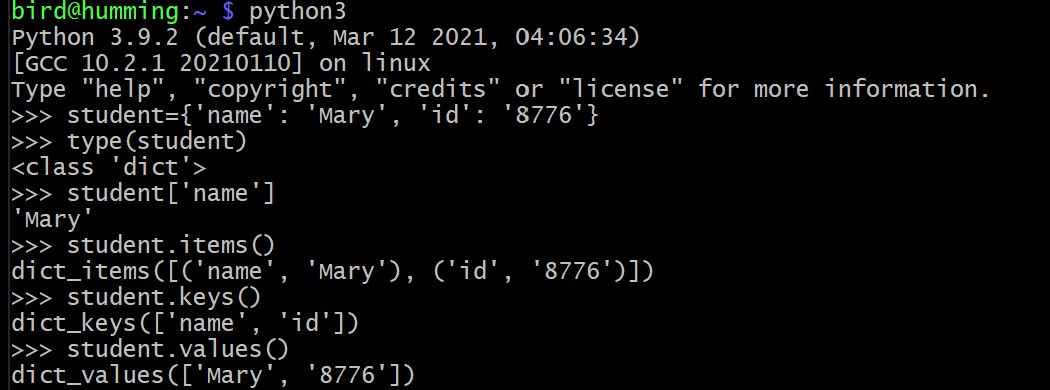 bird@humming:~ $ python3
Python 3.9.2 (default, Mar 12 2021, 04:06:34)
[GCC 10.2.1 20210110] on linux
Type "help", "copyright", "credits" or "license" for more information.
>>> student={'name': 'Mary', 'id': '8776'}
>>> type(student)
<class 'dict'>
>>> student['name']
'Mary'
>>> student.items()
dict_items([('name', 'Mary'), ('id', '8776')])
>>> student.keys()
dict_keys(['name', 'id'])
>>> student.values()
dict_values(['Mary', '8776'])